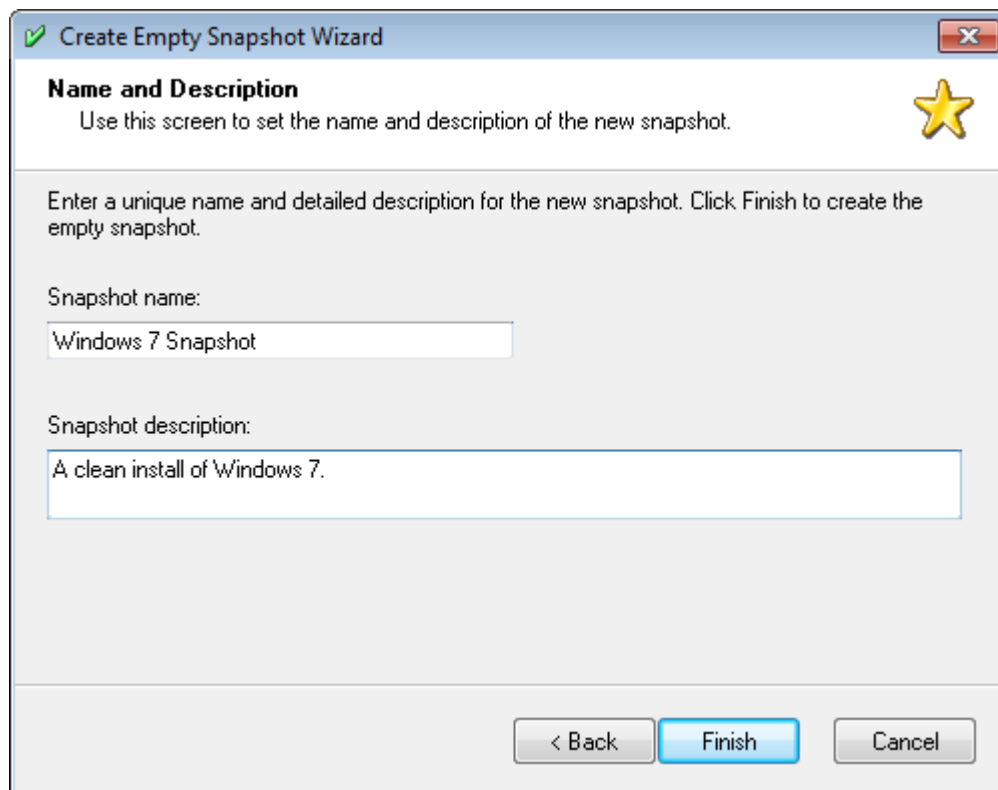 Create Empty Snapshot Wizard
Name and Description
Use this screen to set the name and description of the new snapshot.
Enter a unique name and detailed description for the new snapshot. Click Finish to create the
empty snapshot.
Snapshot name:
Windows 7 Snapshot
Snapshot description:
A clean install of Windows 7.
< Back
Finish
Cancel